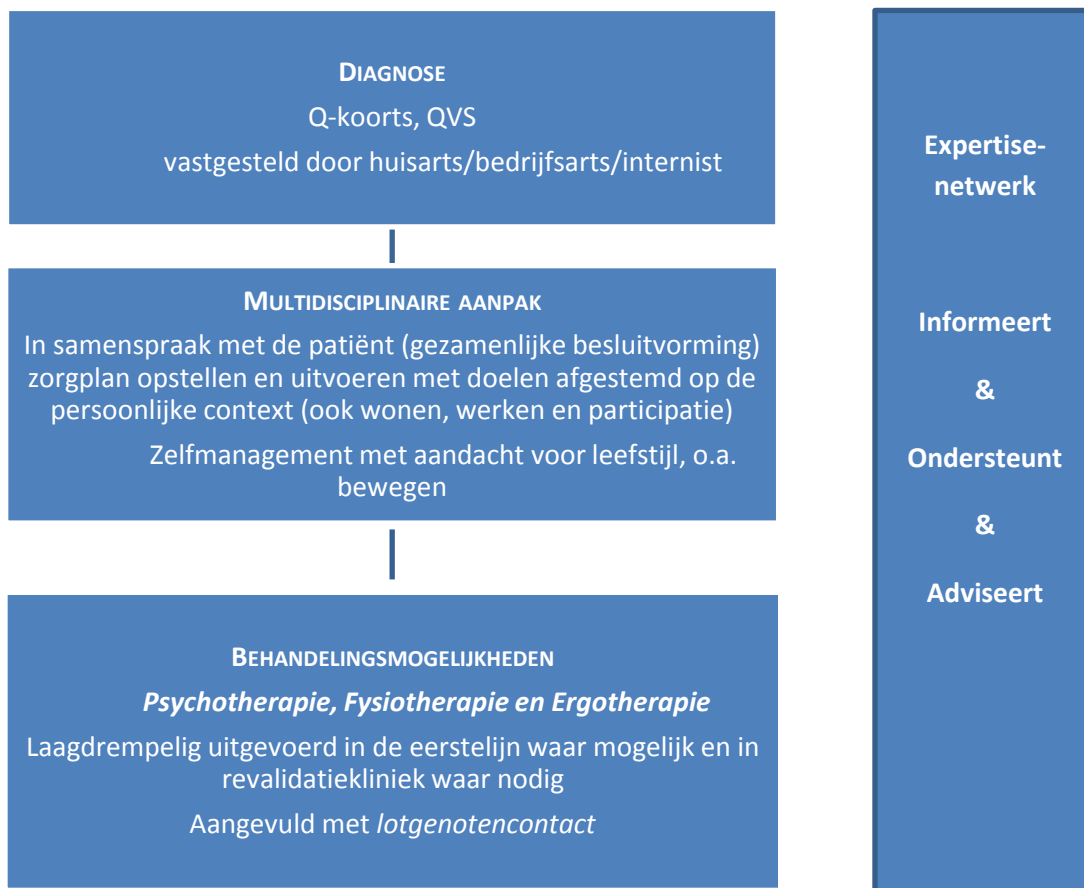 DIAGNOSE
Q-koorts, QVS
vastgesteld door huisarts/bedrijfsarts/internist
MULTIDISCIPLINAIRE AANPAK
In samenspraak met de patiënt (gezamenlijke besluitvorming)
zorgplan opstellen en uitvoeren met doelen afgestemd op de
persoonlijke context (ook wonen, werken en participatie)
Zelfmanagement met aandacht voor leefstijl, o.a.
bewegen
BEHANDELINGSMOGELIJKHEDEN
Psychotherapie, Fysiotherapie en Ergotherapie
Laagdrempelig uitgevoerd in de eerstelijn waar mogelijk en in
revalidatiekliniek waar nodig
Aangevuld met lotgenotencontact
Expertise-
netwerk
Informeert
&
Ondersteunt
&
Adviseert